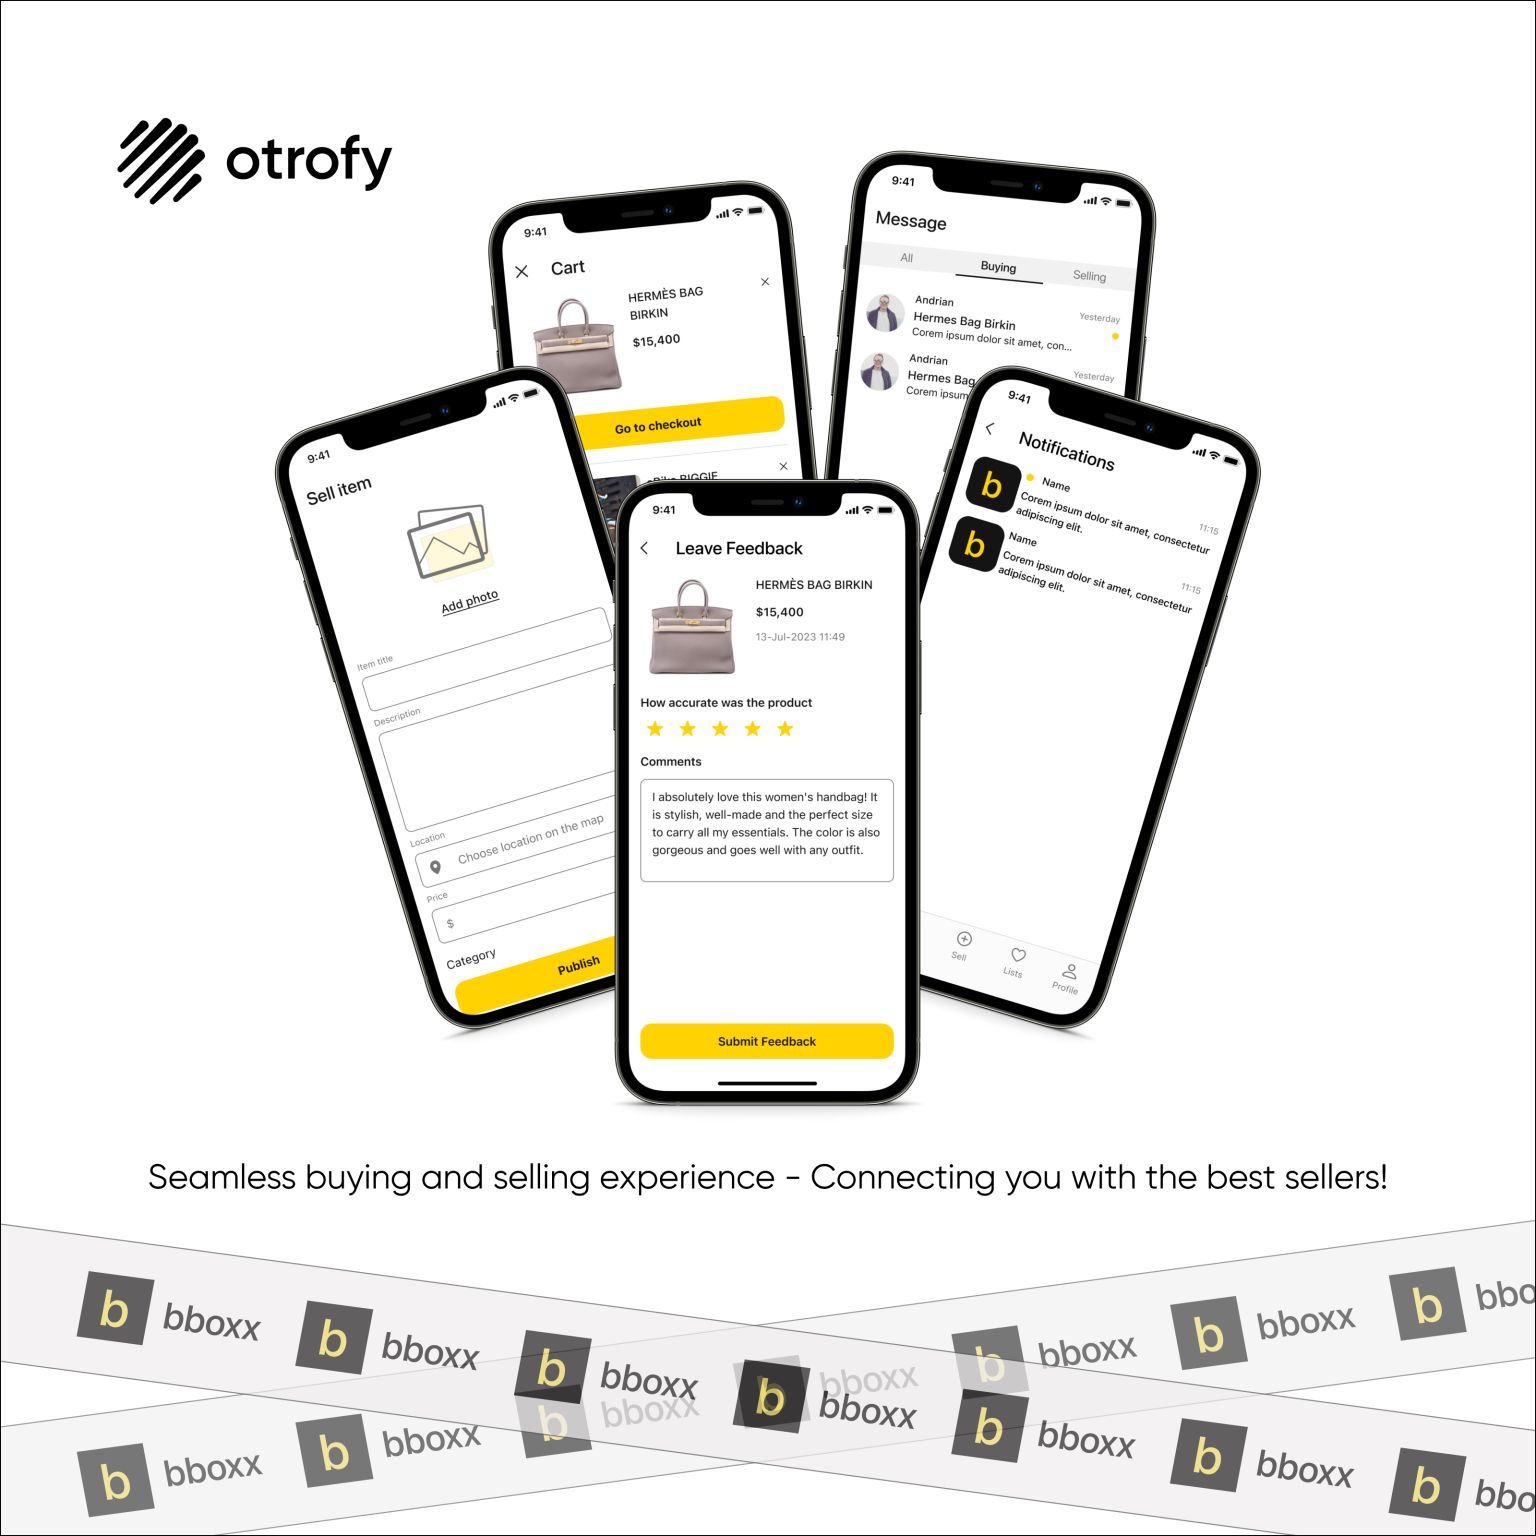 otrofy
9:41
Cart
HERMÈS BAG
BIRKIN
$15,400
Go to checkout
9:41
Message
All
Buying
Selling
Andrian
Yesterday
Hermes Bag Birkin
Corem ipsum dolor sit amet, con...
Andrian
Yesterday
Hermes Bag
Corem ipsum
9:41
Sell item
Add photo
Item title
Description
Location
Choose location on the map
Price
$
Category
Publish
9:41
Leave Feedback
HERMÈS BAG BIRKIN
$15,400
13-Jul-2023 11:49
How accurate was the product
Comments
I absolutely love this women's handbag! It
is stylish, well-made and the perfect size
to carry all my essentials. The color is also
gorgeous and goes well with any outfit.
Submit Feedback
9:41
Notifications
b
Name
11:15
Corem ipsum dolor sit amet, consectetur
adipiscing elit.
b
Name
11:15
Corem ipsum dolor sit amet, consectetur
adipiscing elit.
Sell
Lists
Profile
Seamless buying and selling experience - Connecting you with the best sellers!
b bboxx b bboxx b bboxx b bboxx b bboxx b bboxx b bbo
b bboxx b bboxx b bboxx bboxx b bboxx b bboxx b bbo